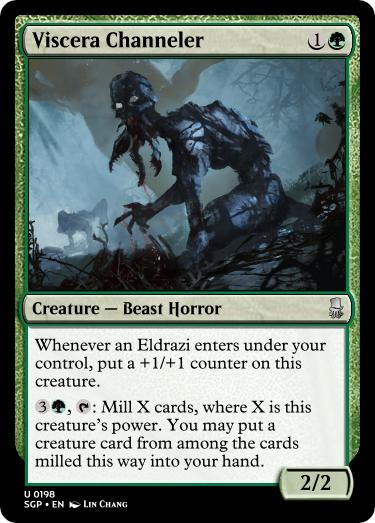 Viscera Channeler 1
Creature — Beast Horror
Whenever an Eldrazi enters under your
control, put a +1/+1 counter on this
creature.
3 , : Mill X cards, where X is this
creature's power. You may put a
creature card from among the cards
milled this way into your hand.
2/2
U 0198
SGP • EN Lin Chang